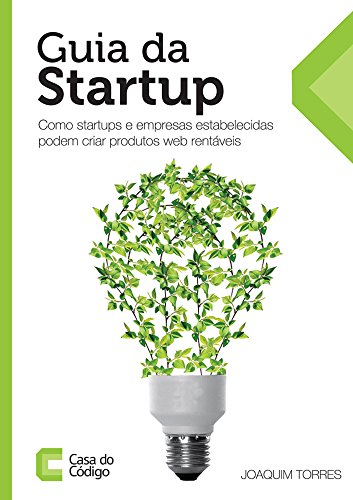 Guia da
Startup
Como startups e empresas estabelecidas
podem criar produtos web rentáveis
Casa do
Código
JOAQUIM TORRES